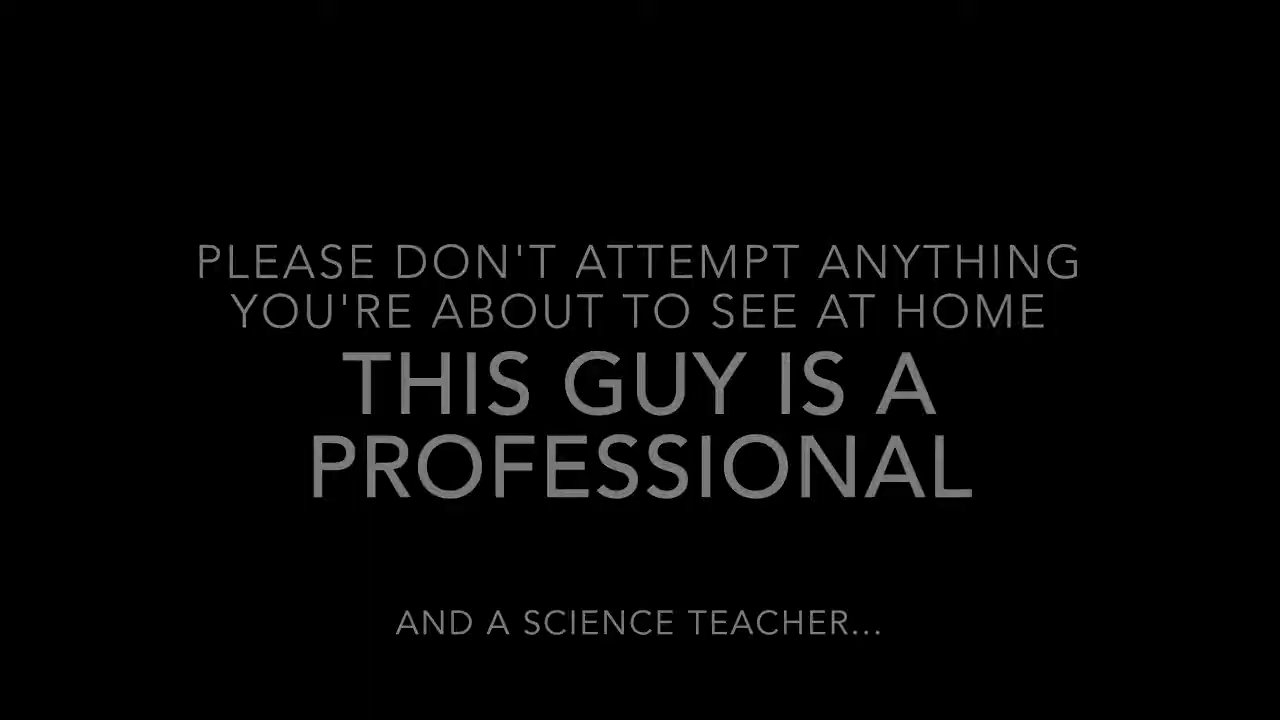 PLEASE DON'T ATTEMPT ANYTHING
YOU'RE ABOUT TO SEE AT HOME
THIS GUY IS A
PROFESSIONAL
AND A SCIENCE TEACHER...